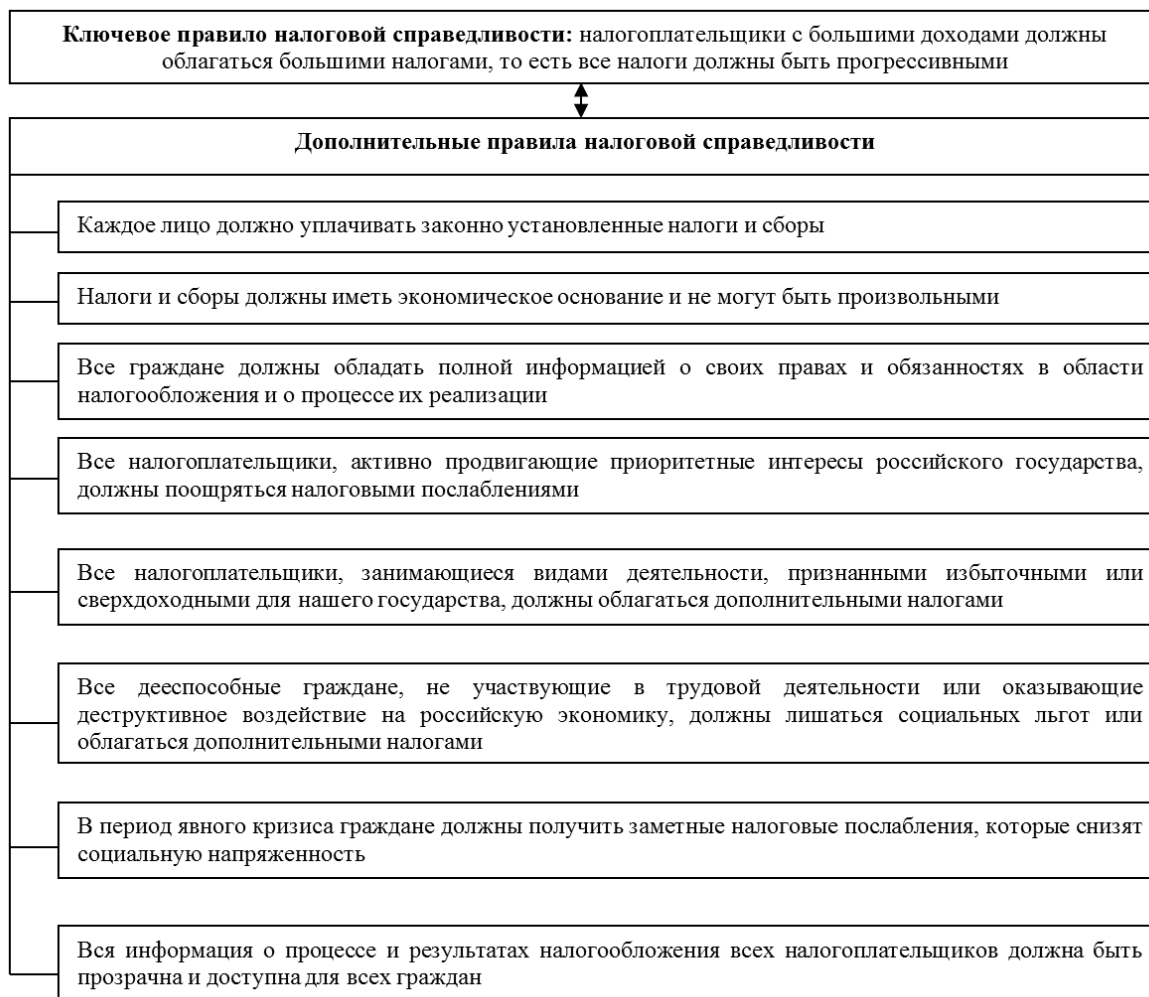 Ключевое правило налоговой справедливости: налогоплательщики с большими доходами должны
облагаться большими налогами, то есть все налоги должны быть прогрессивными
Дополнительные правила налоговой справедливости
Каждое лицо должно уплачивать законно установленные налоги и сборы
Налоги и сборы должны иметь экономическое основание и не могут быть произвольными
Все граждане должны обладать полной информацией о своих правах и обязанностях в области
налогообложения и о процессе их реализации
Все налогоплательщики, активно продвигающие приоритетные интересы российского государства,
должны поощряться налоговыми послаблениями
Все налогоплательщики, занимающиеся видами деятельности, признанными избыточными или
сверхдоходными для нашего государства, должны облагаться дополнительными налогами
Все дееспособные граждане, не участвующие в трудовой деятельности или оказывающие
деструктивное воздействие на российскую экономику, должны лишаться социальных льгот или
облагаться дополнительными налогами
В период явного кризиса граждане должны получить заметные налоговые послабления, которые снизят
социальную напряженность
Вся информация о процессе и результатах налогообложения всех налогоплательщиков должна быть
прозрачна и доступна для всех граждан